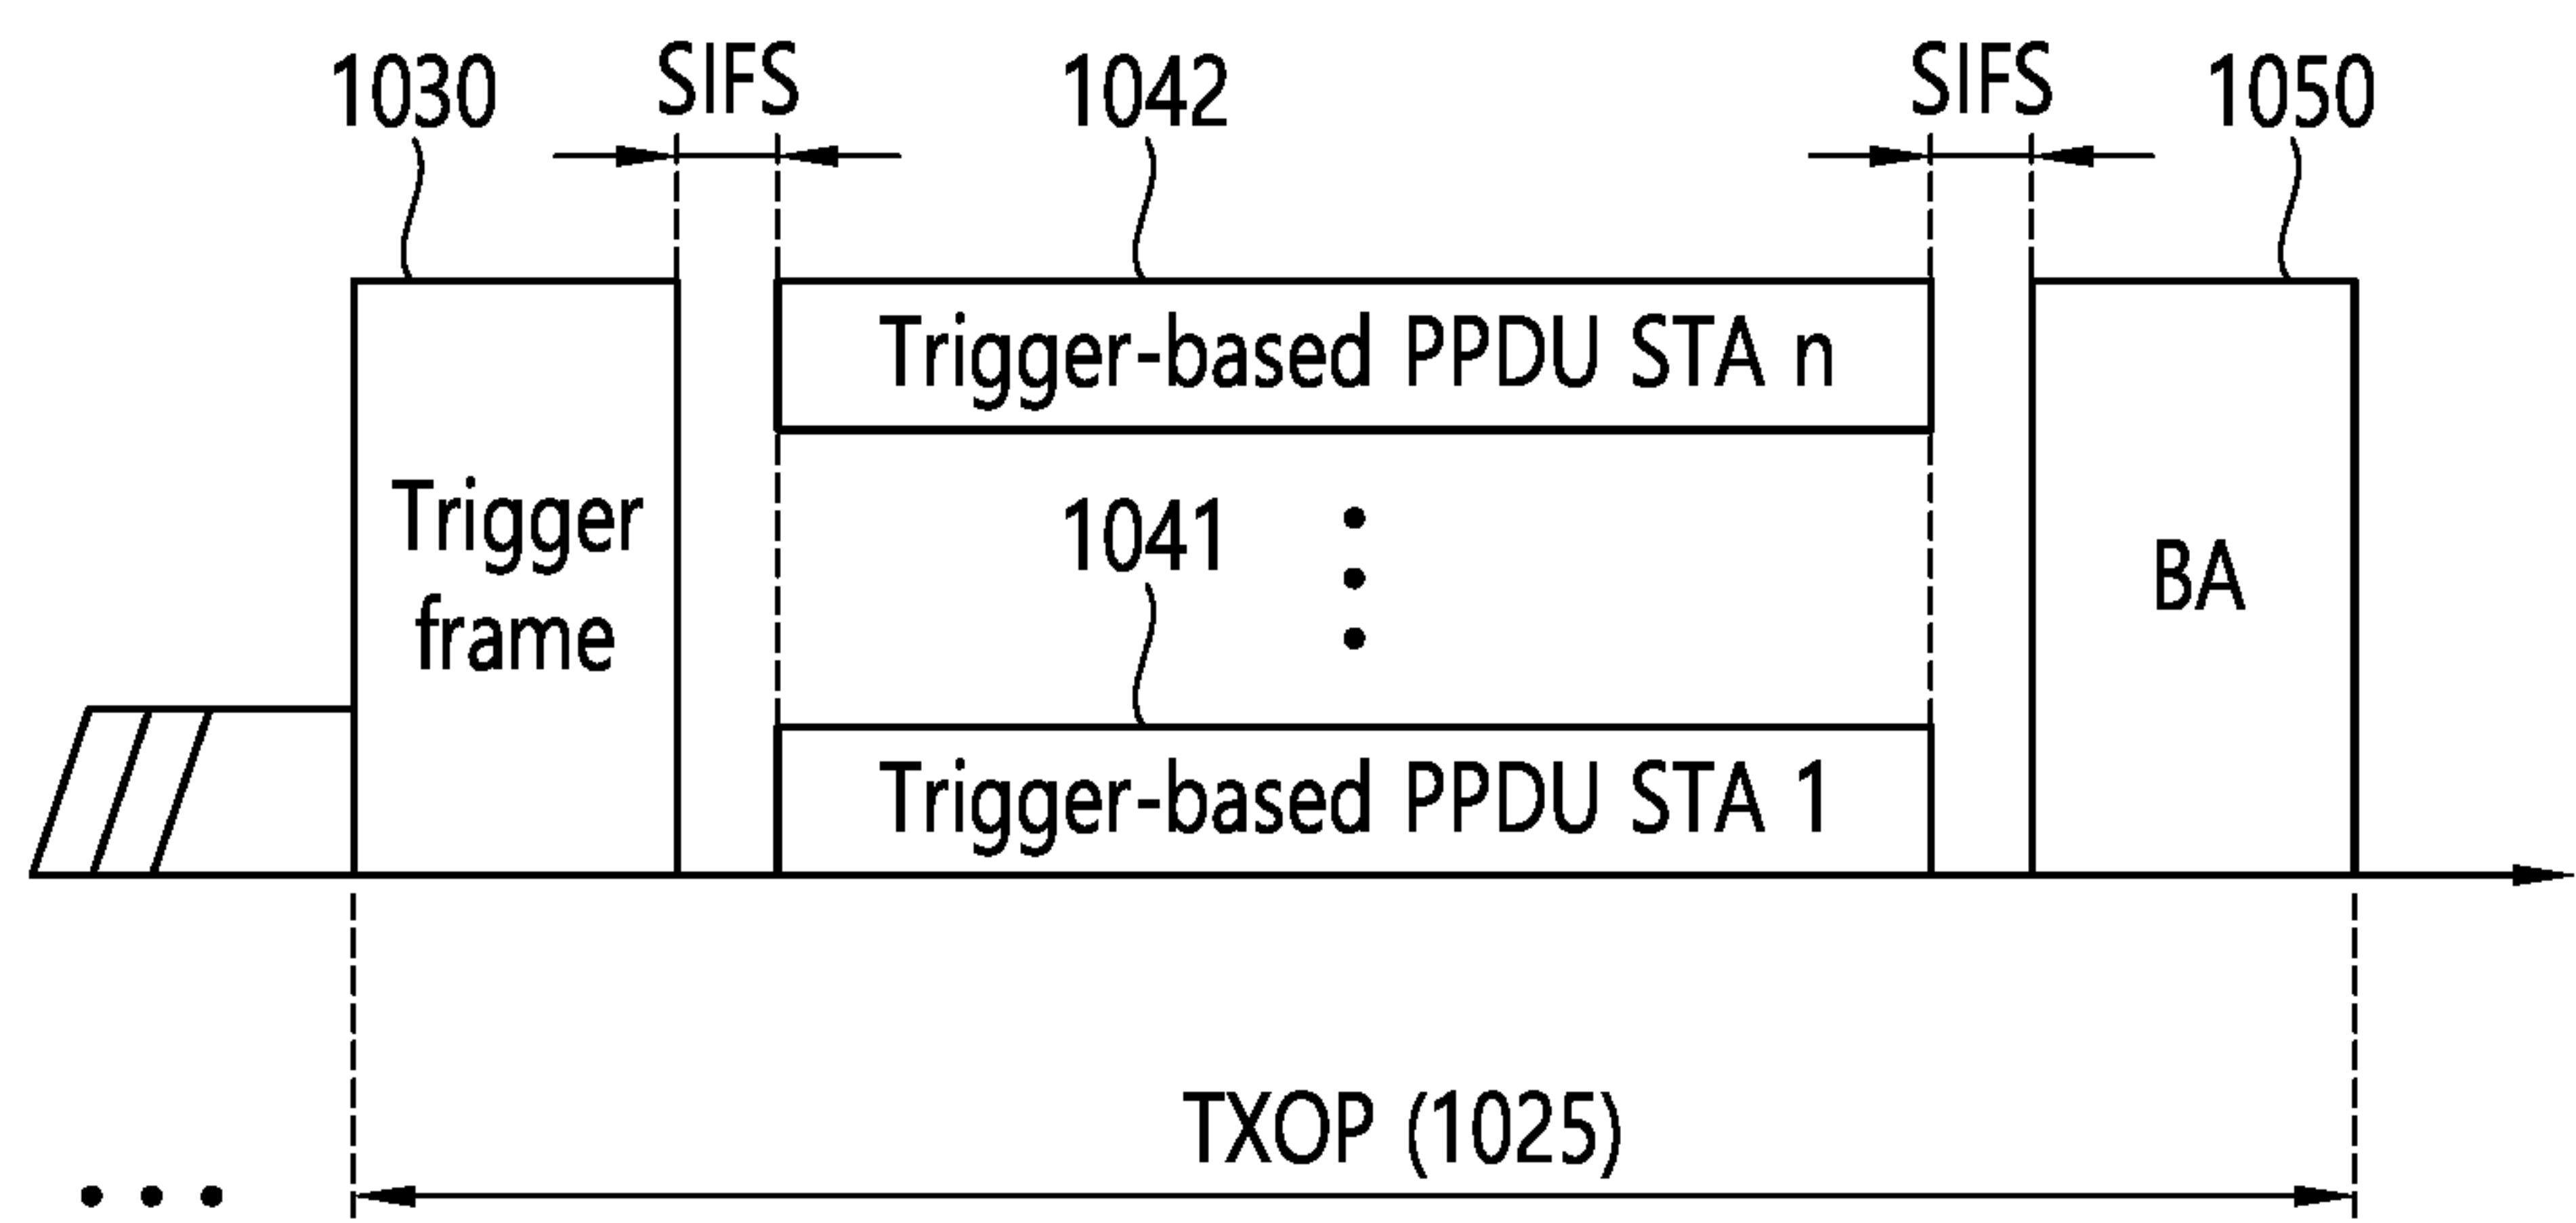 1030
SIFS
1042
SIFS
1050
Trigger-based PPDU STA n
Trigger
frame
1041
BA
Trigger-based PPDU STA 1
TXOP (1025)